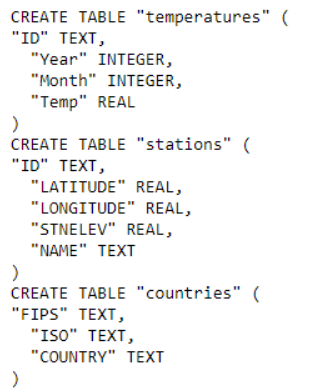 CREATE TABLE "temperatures" (
"ID" TEXT,
  "Year" INTEGER,
  "Month" INTEGER,
  "Temp" REAL
)
CREATE TABLE "stations" (
"ID" TEXT,
  "LATITUDE" REAL,
  "LONGITUDE" REAL,
  "STNELEV" REAL,
  "NAME" TEXT
)
CREATE TABLE "countries" (
"FIPS" TEXT,
  "ISO" TEXT,
  "COUNTRY" TEXT
)